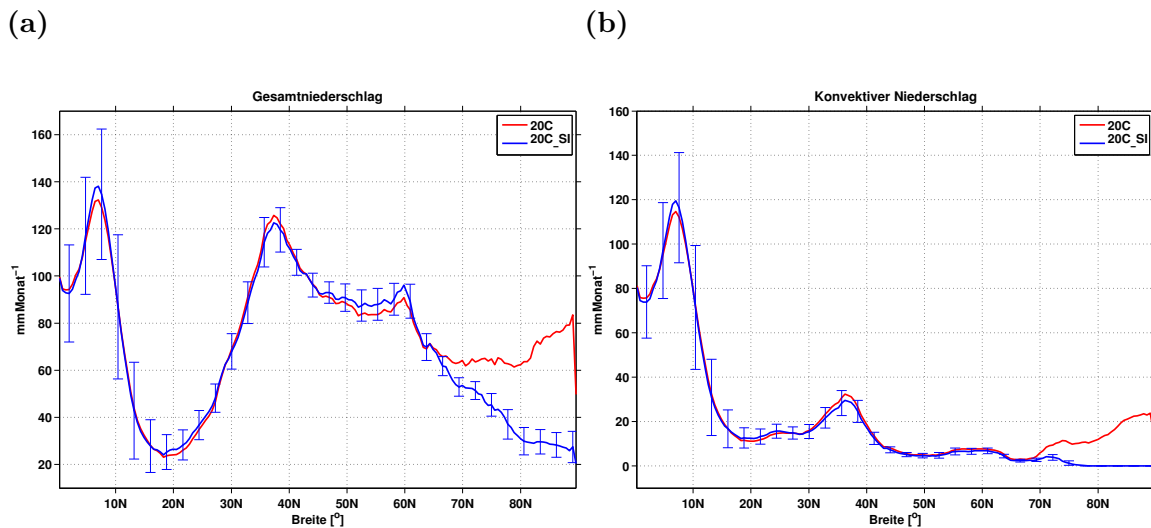 (a)
(b)
Gesamtniederschlag
20C
20C_SI
160
140
120
100
80
60
40
20
mmMonat⁻¹
10N 20N 30N 40N 50N 60N 70N 80N
Breite [°]
Konvektiver Niederschlag
20C
20C_SI
160
140
120
100
80
60
40
20
0
mmMonat⁻¹
10N 20N 30N 40N 50N 60N 70N 80N
Breite [°]